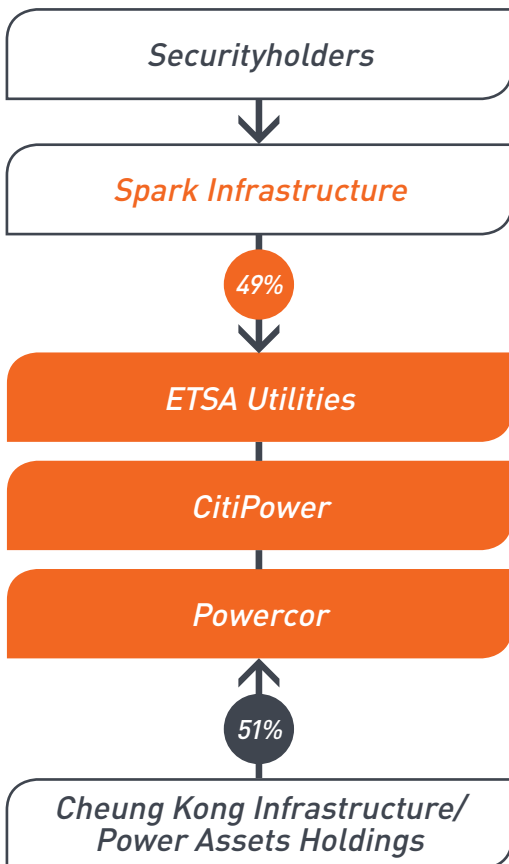 Securityholders
Spark Infrastructure
49%
ETSA Utilities
CitiPower
Powercor
51%
Cheung Kong Infrastructure/
Power Assets Holdings